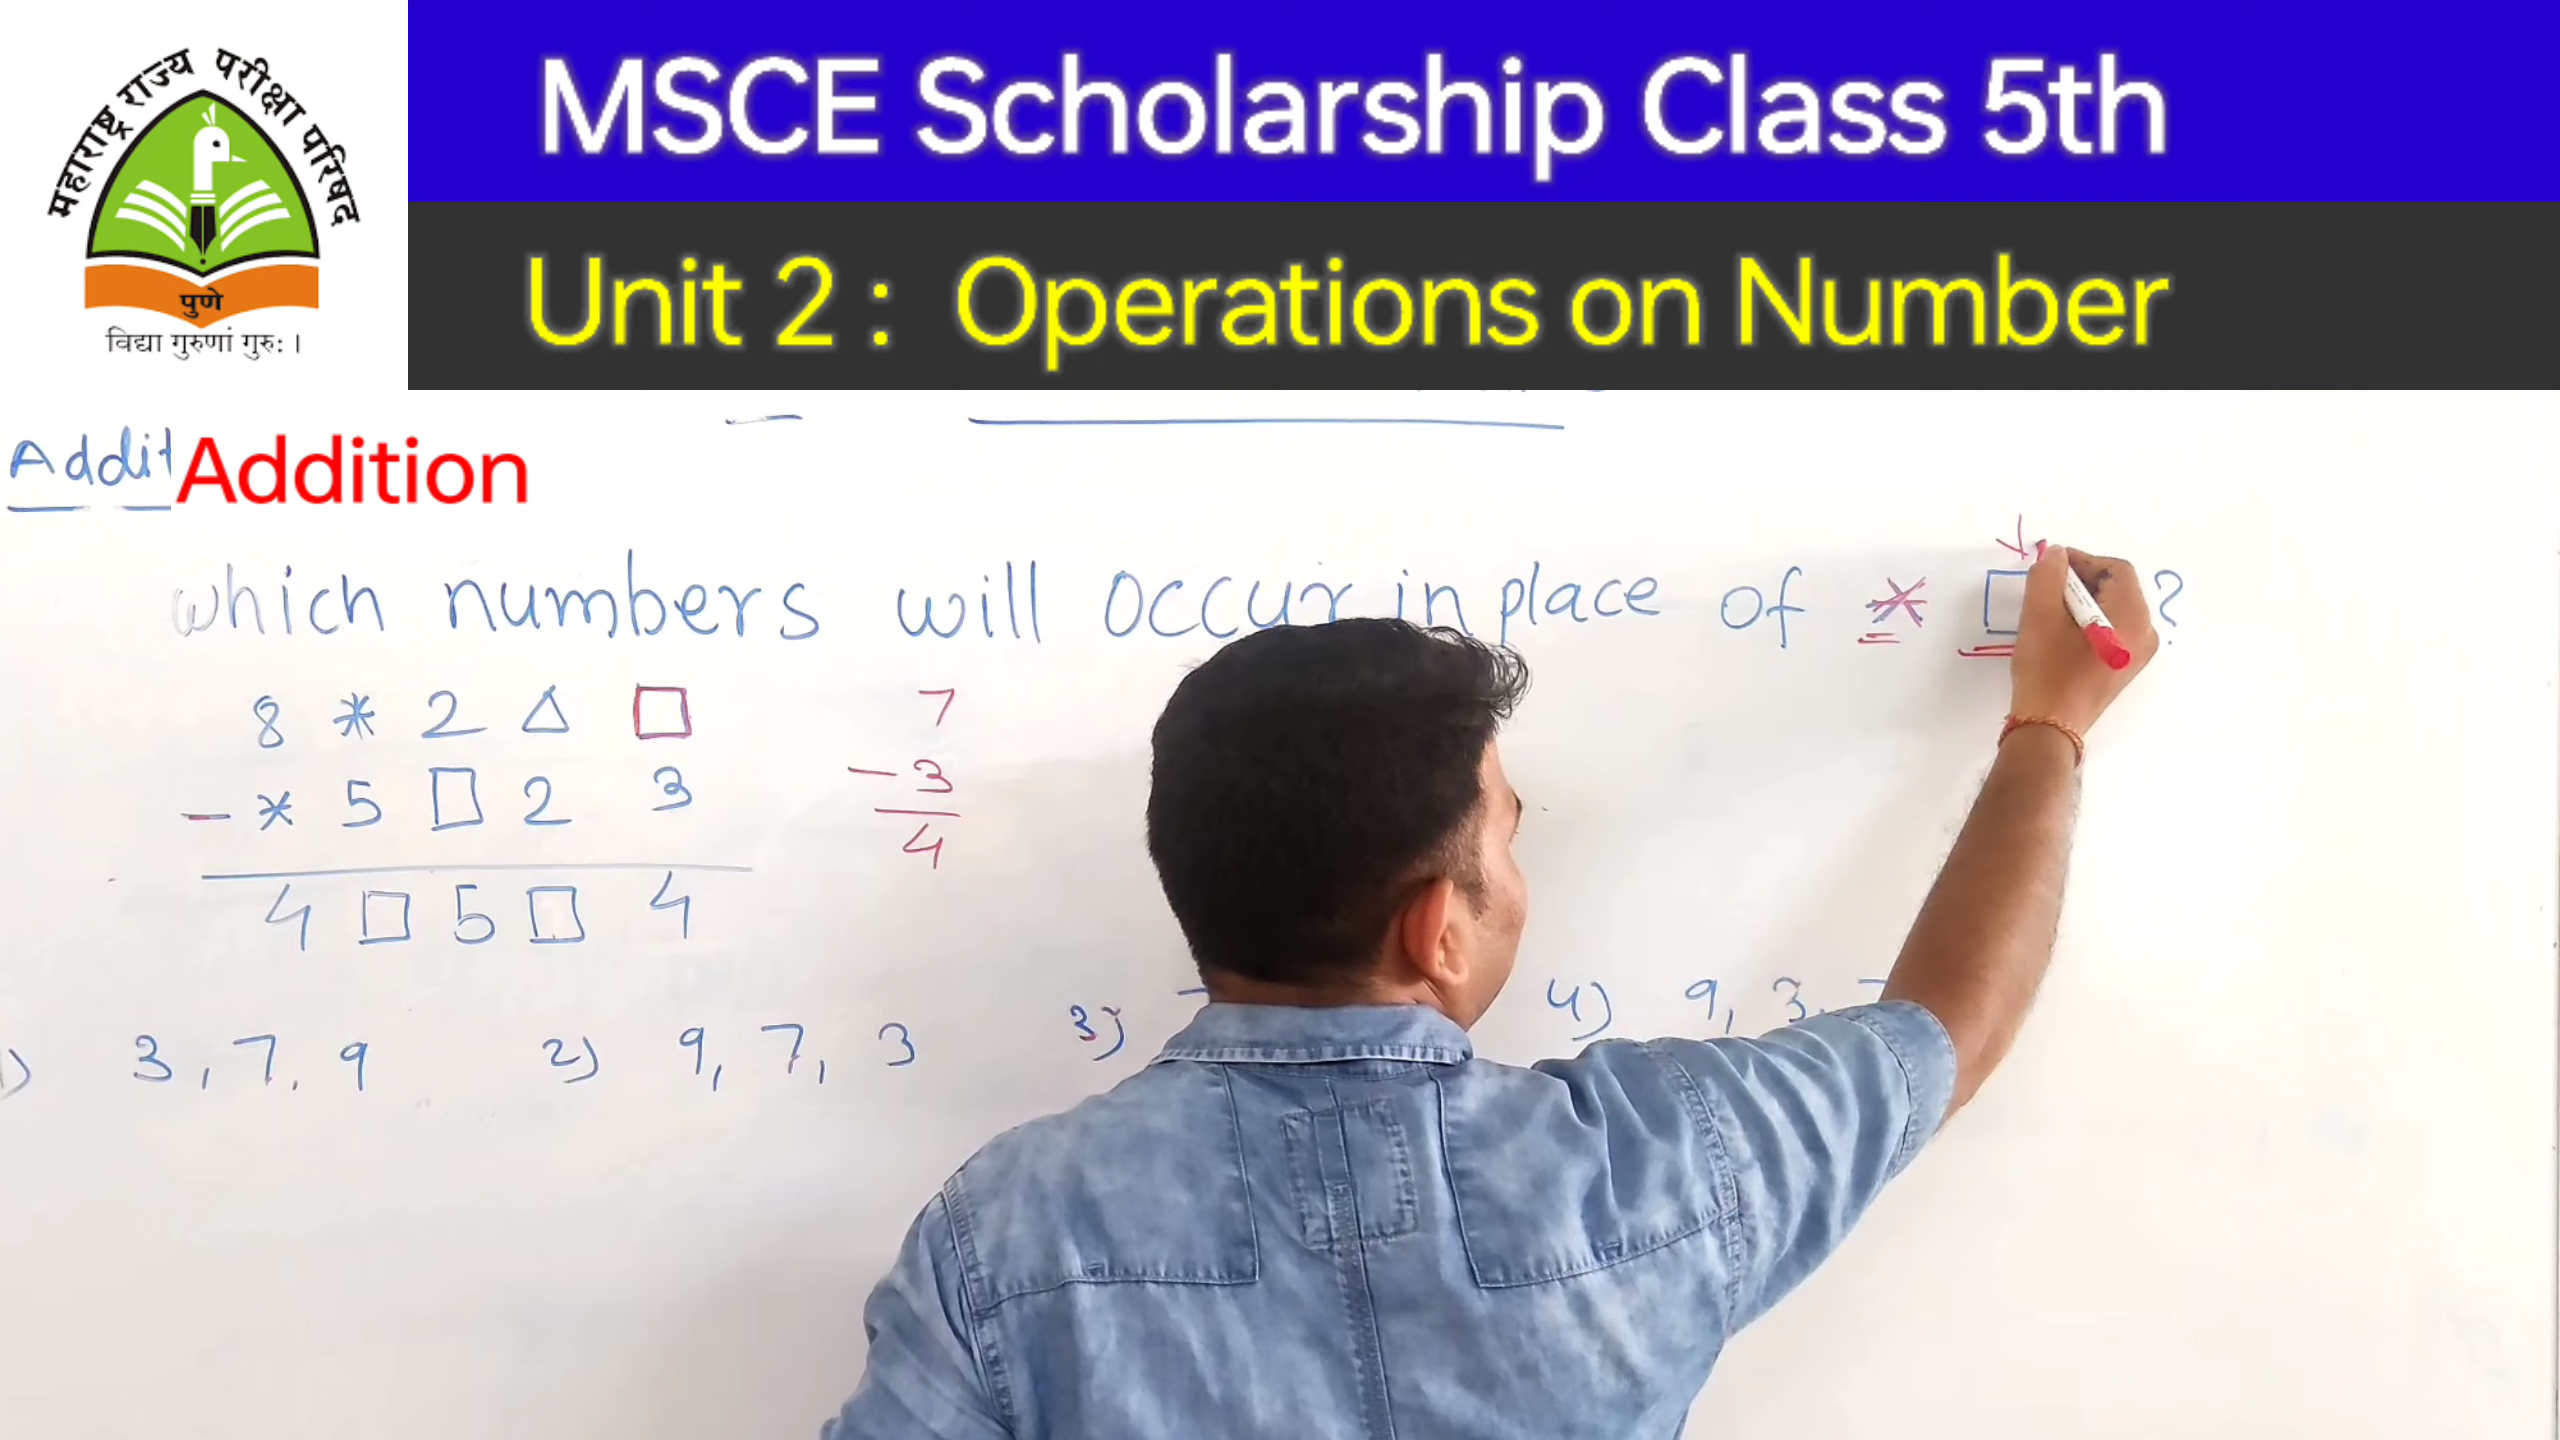 महाराष्ट्र राज्य परीक्षा परिषद
पुणे
विद्या गुरुणां गुरुः ।
MSCE Scholarship Class 5th
Unit 2 : Operations on Number
Addit
Addition
which numbers will occur in place of * □ ?
8 * 2 △ □
- * 5 □ 2 3
4 □ 5 □ 4
7
- 3
4
1) 3, 7, 9
2) 9, 7, 3
3)
4) 9, 3,